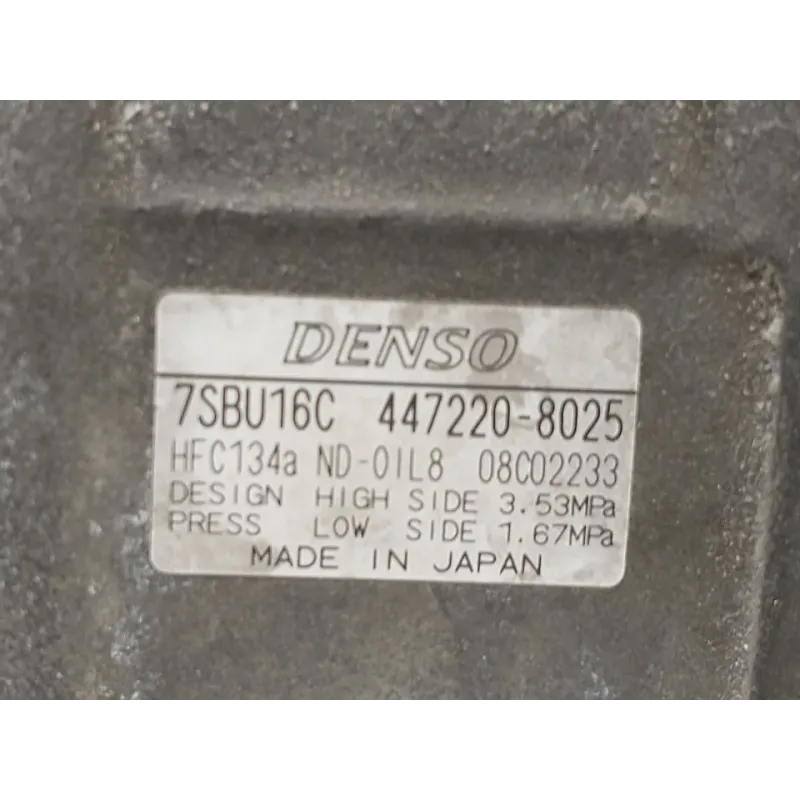 DENSO
7SBU16C 447220-8025
HFC134a ND-OIL8 08C02233
DESIGN HIGH SIDE 3.53MPa
PRESS LOW SIDE 1.67MPa
MADE IN JAPAN